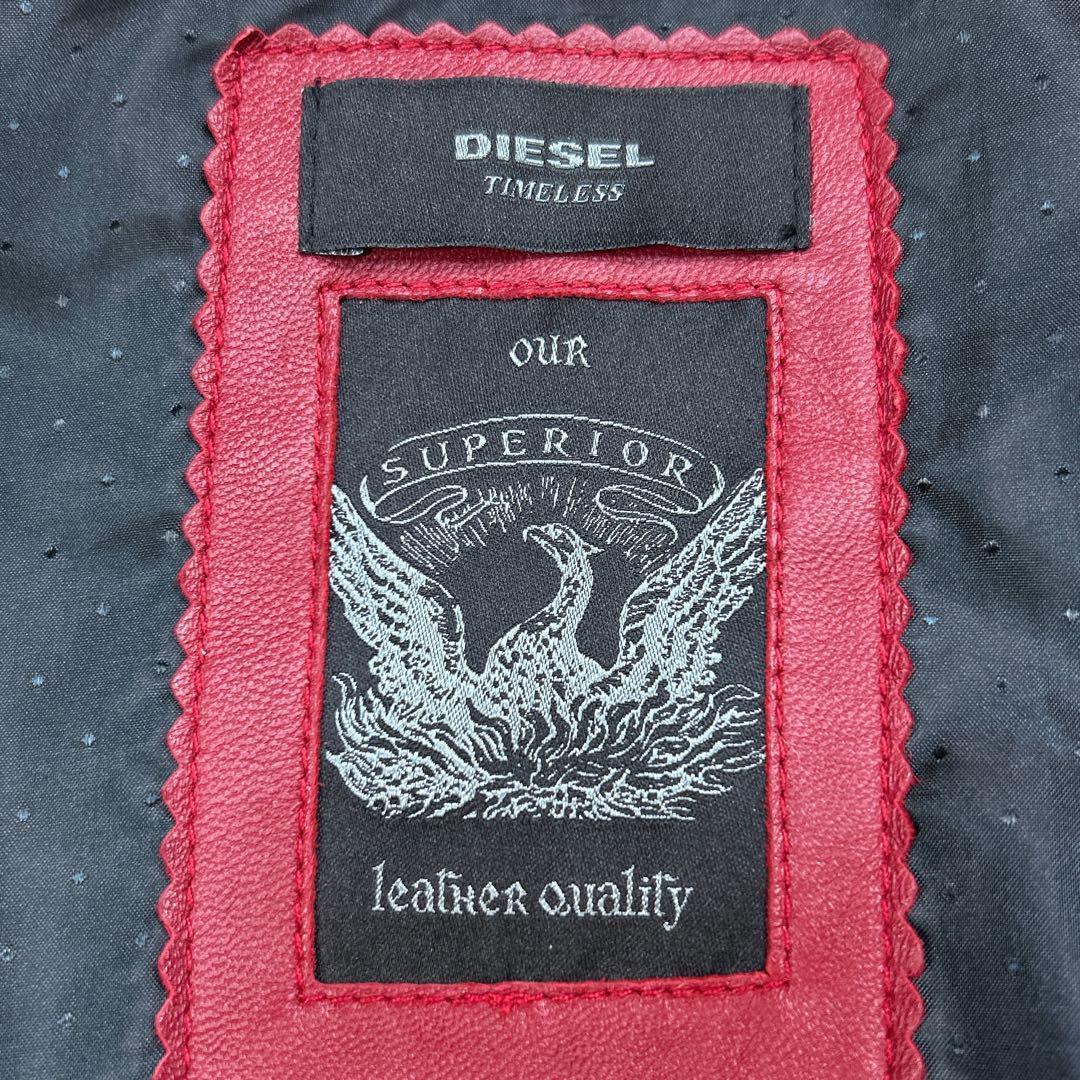 DIESEL
TIMELESS
OUR
SUPERIOR
leatHER QUality